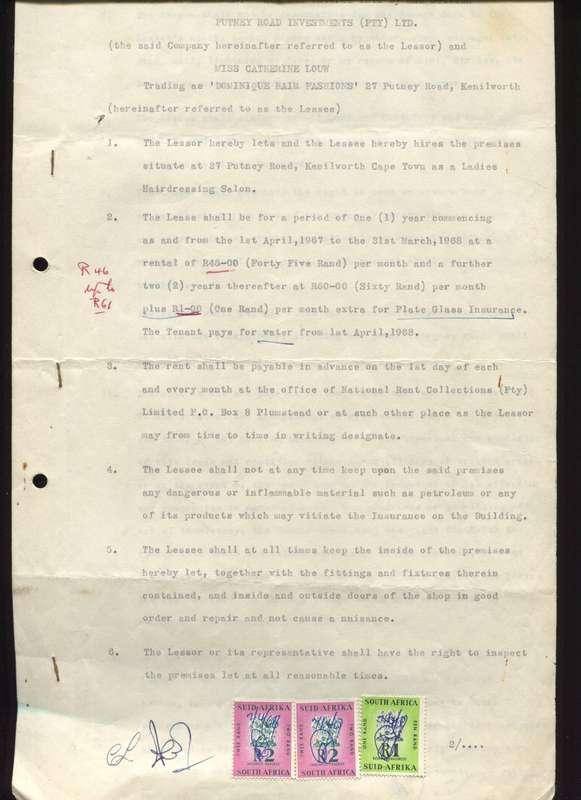 PUTNEY ROAD INVESTMENTS (PTY) LTD.
(the said Company hereinafter referred to as the Lessor) and
MISS CATHERINE LOUW
Trading as 'DOMINIQUE HAIR FASHIONS' 27 Putney Road, Kenilworth
(hereinafter referred to as the Lessee)
1. The Lessor hereby lets and the Lessee hereby hires the premises
situate at 27 Putney Road, Kenilworth Cape Town as a Ladies
Hairdressing Salon.
2. The Lease shall be for a period of One (1) year commencing
as and from the 1st April,1967 to the 31st March,1968 at a
rental of R45-00 (Forty Five Rand) per month and a further
two (2) years thereafter at R60-00 (Sixty Rand) per month
plus R1-00 (One Rand) per month extra for Plate Glass Insurance.
The Tenant pays for water from 1st April,1968.
R 46
R61
3. The rent shall be payable in advance on the 1st day of each
and every month at the office of National Rent Collections (Pty)
Limited P.O. Box 8 Plumstead or at such other place as the Lessor
may from time to time in writing designate.
4. The Lessee shall not at any time keep upon the said premises
any dangerous or inflammable material such as petroleum or any
of its products which may vitiate the Insurance on the Building.
5. The Lessee shall at all times keep the inside of the premises
hereby let, together with the fittings and fixtures therein
contained, and inside and outside doors of the shop in good
order and repair and not cause a nuisance.
6. The Lessor or its representative shall have the right to inspect
the premises let at all reasonable times.
SUID-AFRIKA
TWEE RAND
TWO RAND
R2
SOUTH AFRICA
SUID-AFRIKA
TWEE RAND
TWO RAND
R2
SOUTH AFRICA
SOUTH AFRICA
ONE RAND
EEN RAND
R1
SUID-AFRIKA
2/....